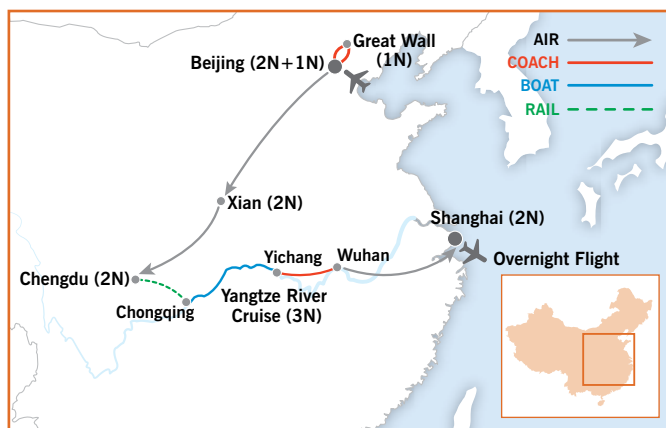 Great Wall
(1N)
Beijing (2N+1N)
AIR
COACH
BOAT
RAIL
Xian (2N)
Shanghai (2N)
Yichang
Wuhan
Overnight Flight
Chengdu (2N)
Chongqing
Yangtze River
Cruise (3N)